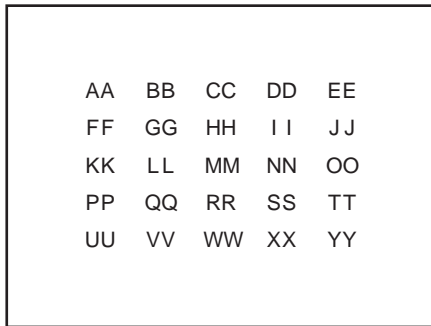 AA BB CC DD EE
FF GG HH II JJ
KK LL MM NN OO
PP QQ RR SS TT
UU VV WW XX YY